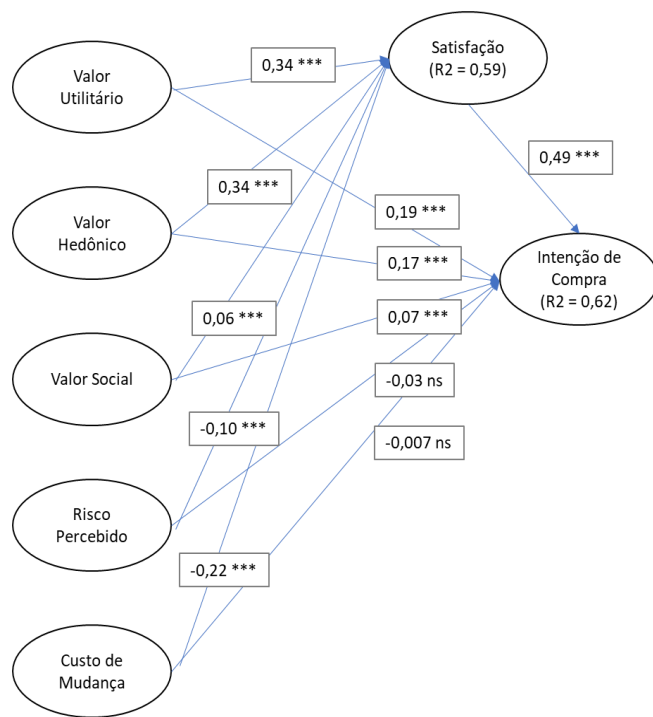 Satisfação
(R2 = 0,59)
0,34 ***
Valor
Utilitário
0,49 ***
0,34 ***
0,19 ***
Valor
Hedônico
0,17 ***
Intenção de
Compra
(R2 = 0,62)
0,06 ***
0,07 ***
Valor Social
-0,03 ns
-0,10 ***
-0,007 ns
Risco
Percebido
-0,22 ***
Custo de
Mudança